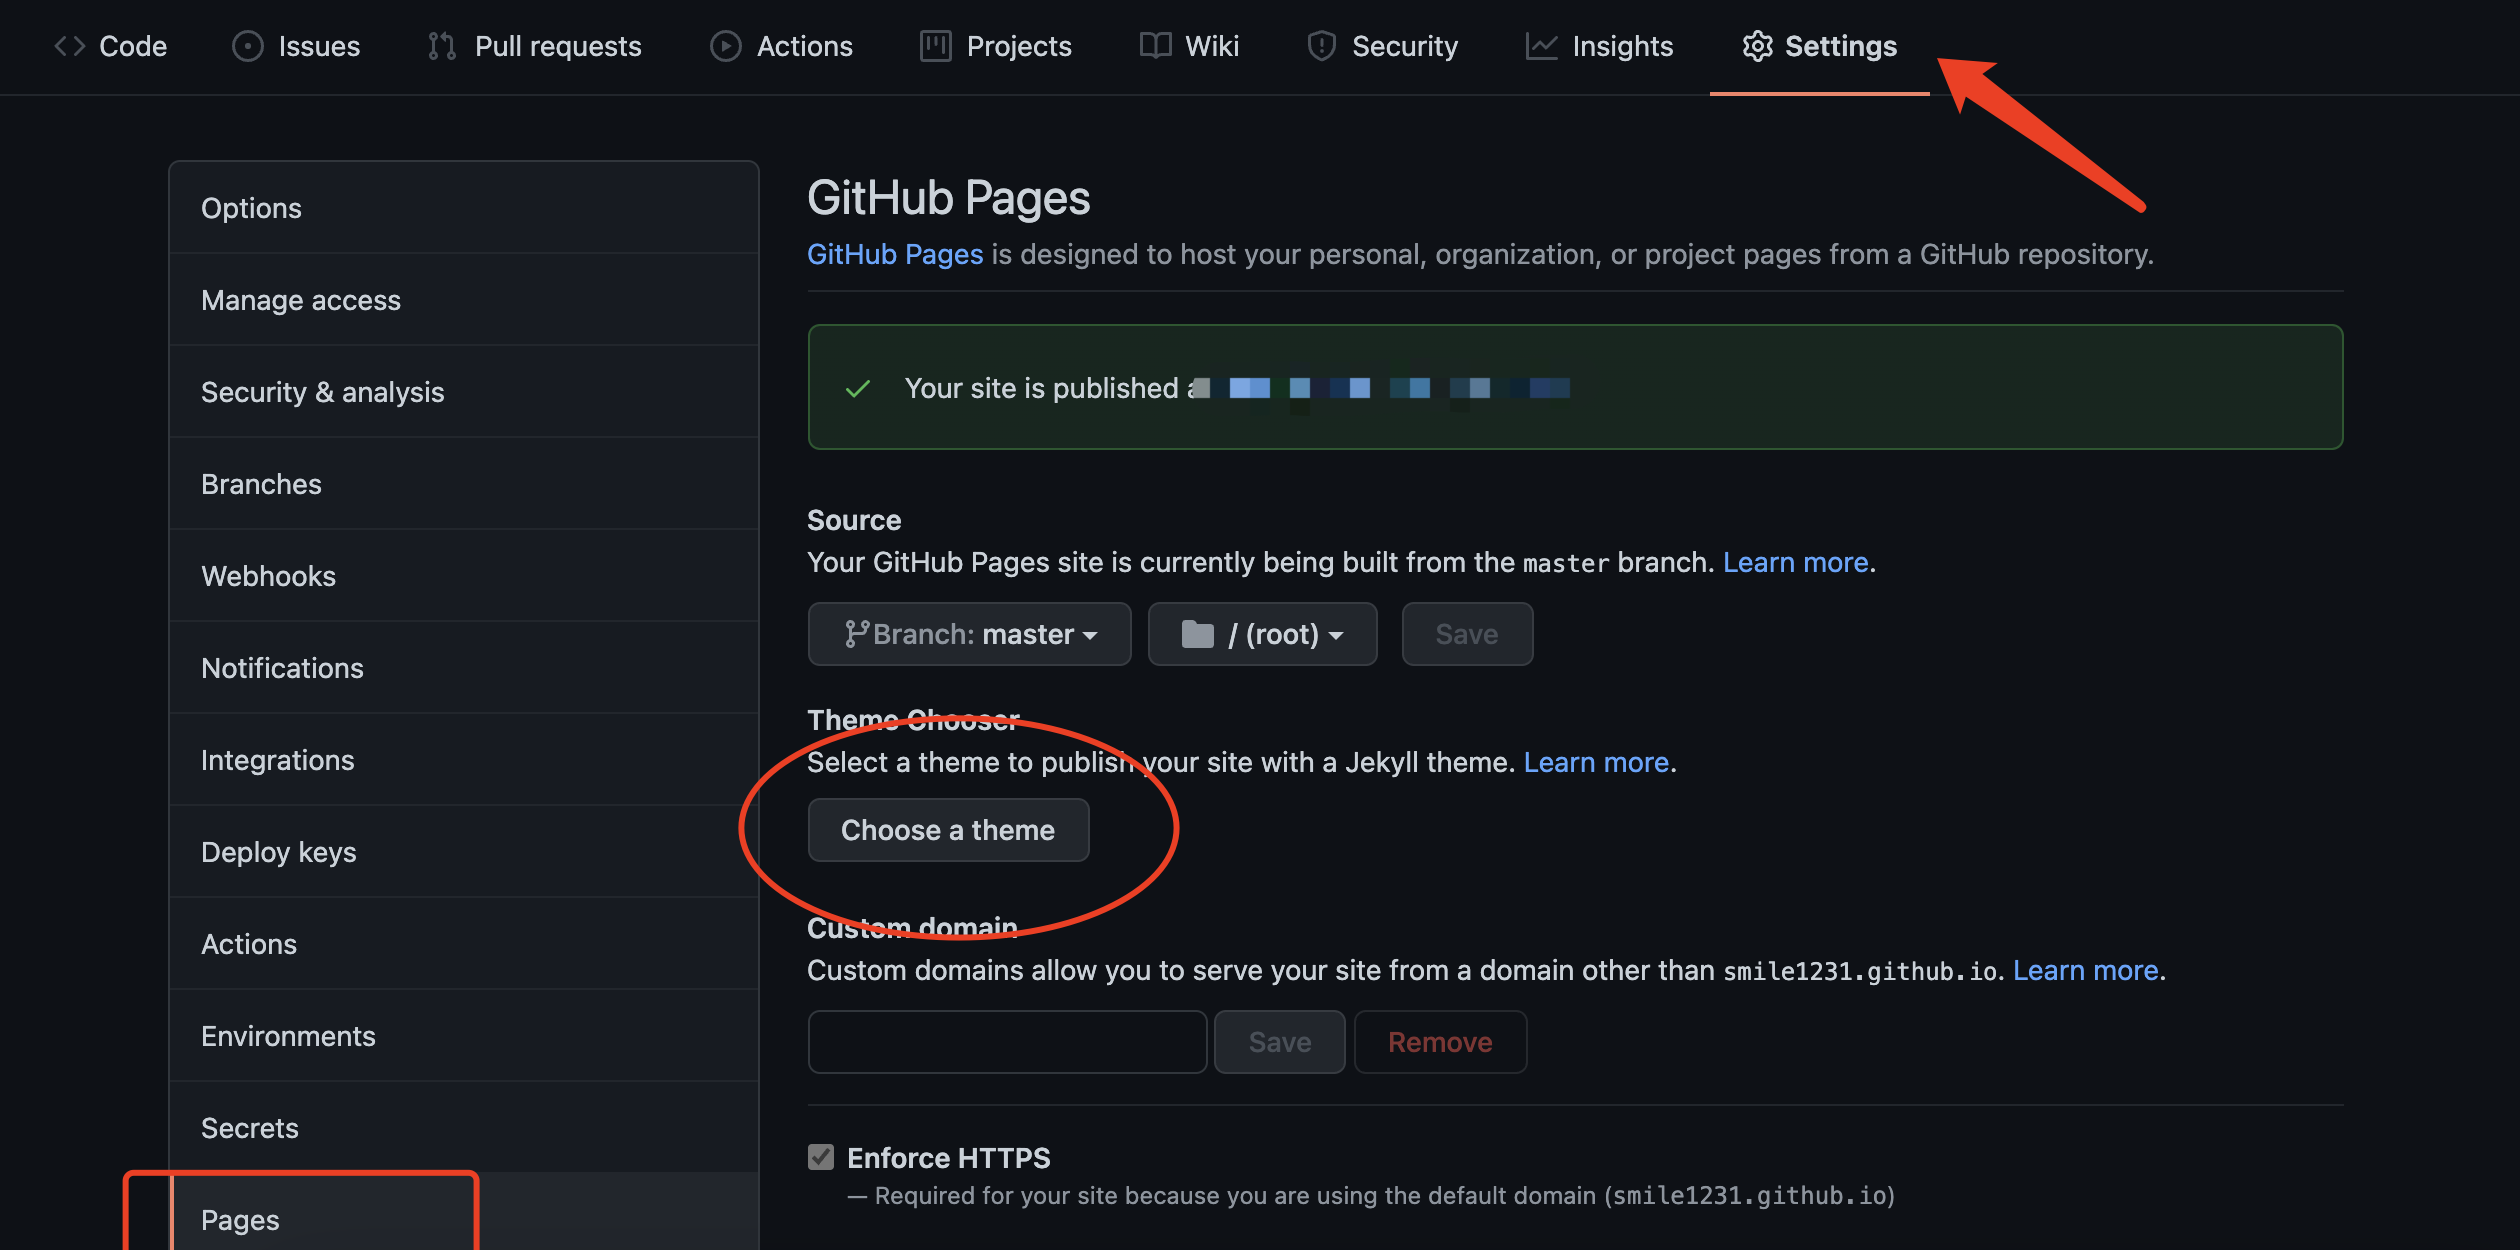 Code Issues Pull requests Actions Projects Wiki Security Insights Settings
Options
Manage access
Security & analysis
Branches
Webhooks
Notifications
Integrations
Deploy keys
Actions
Environments
Secrets
Pages
GitHub Pages
GitHub Pages is designed to host your personal, organization, or project pages from a GitHub repository.
Your site is published
Source
Your GitHub Pages site is currently being built from the master branch. Learn more.
Branch: master / (root) Save
Theme Chooser
Select a theme to publish your site with a Jekyll theme. Learn more.
Choose a theme
Custom domain
Custom domains allow you to serve your site from a domain other than smile1231.github.io. Learn more.
Save Remove
Enforce HTTPS
— Required for your site because you are using the default domain (smile1231.github.io)